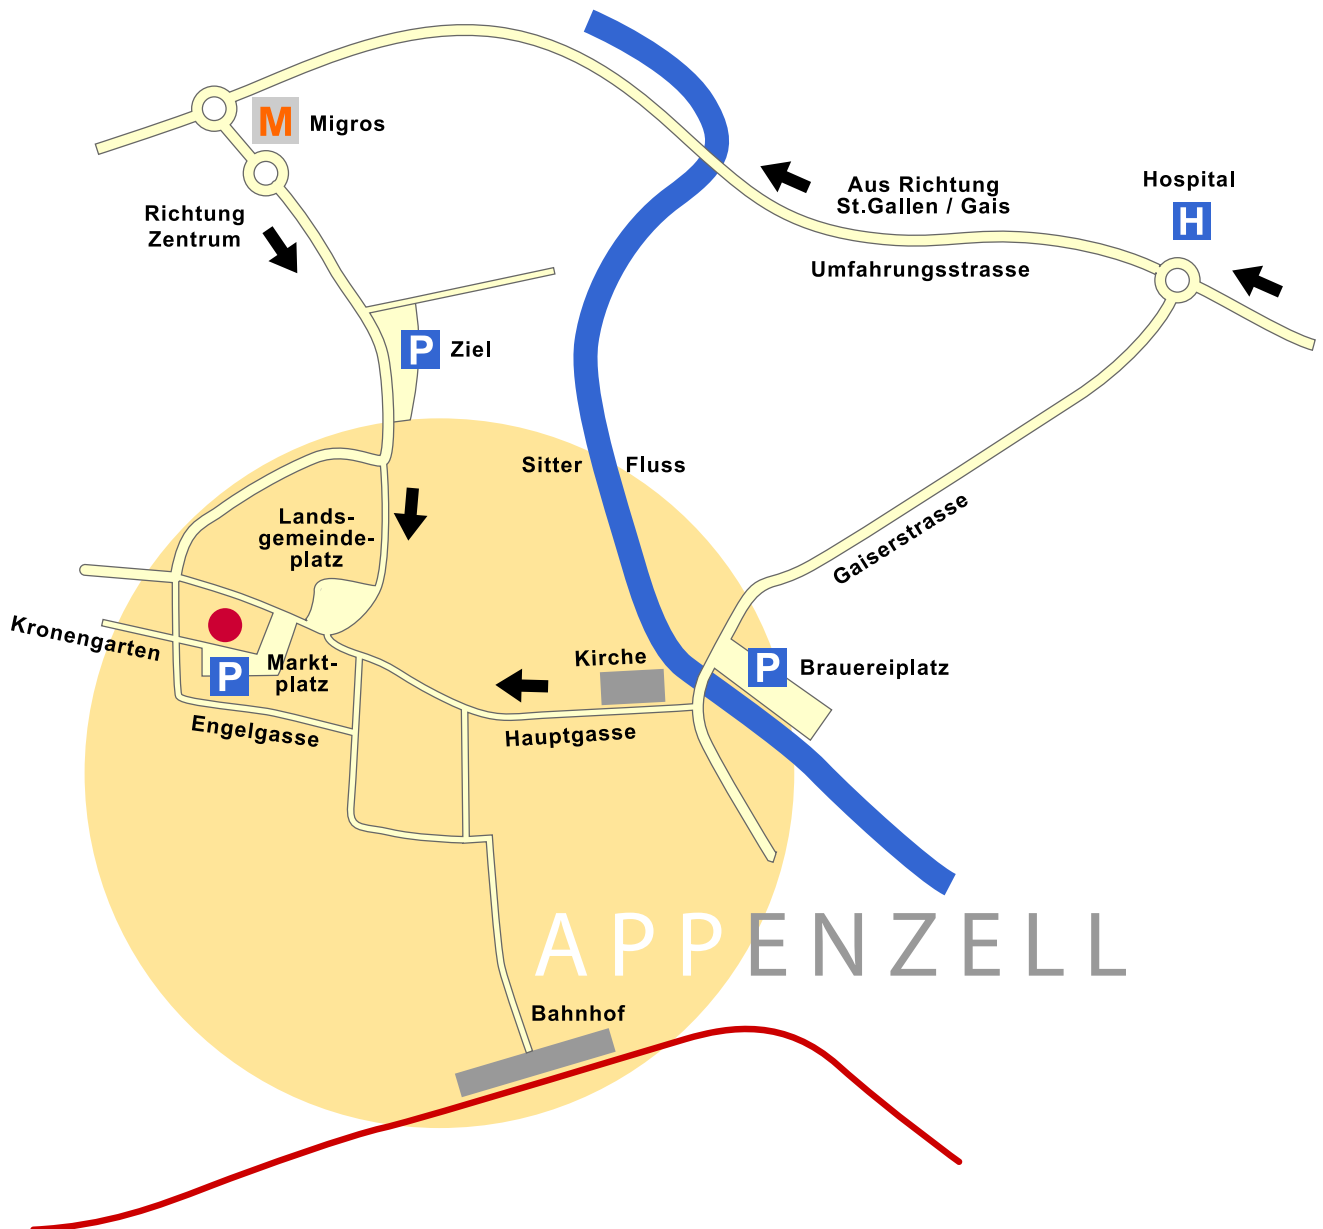 M
Migros
Aus Richtung
St.Gallen / Gais
Hospital
H
Richtung
Zentrum
Umfahrungsstrasse
P
Ziel
Sitter
Fluss
Lands-
gemeinde-
platz
Gaiserstrasse
Kronengarten
P
Markt-
platz
Kirche
P
Brauereiplatz
Engelgasse
Hauptgasse
APPENZELL
Bahnhof